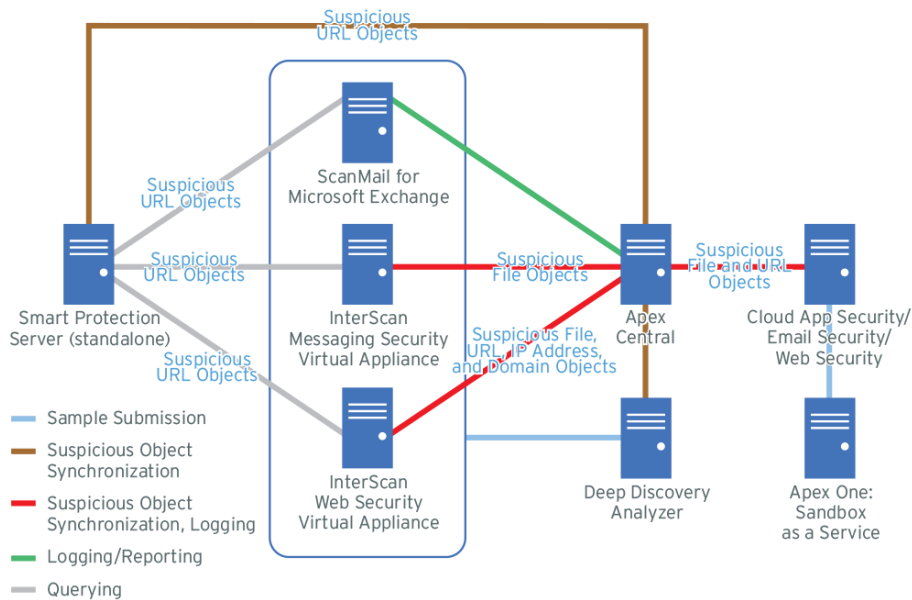 Suspicious
URL Objects
ScanMail for
Microsoft Exchange
Suspicious
URL Objects
Suspicious
URL Objects
Suspicious
File Objects
Suspicious
File and URL
Objects
Smart Protection
Server (standalone)
InterScan
Messaging Security
Virtual Appliance
Apex
Central
Cloud App Security/
Email Security/
Web Security
Suspicious File,
URL, IP Address,
and Domain Objects
Suspicious
URL Objects
InterScan
Web Security
Virtual Appliance
Deep Discovery
Analyzer
Apex One:
Sandbox
as a Service
Sample Submission
Suspicious Object
Synchronization
Suspicious Object
Synchronization, Logging
Logging/Reporting
Querying